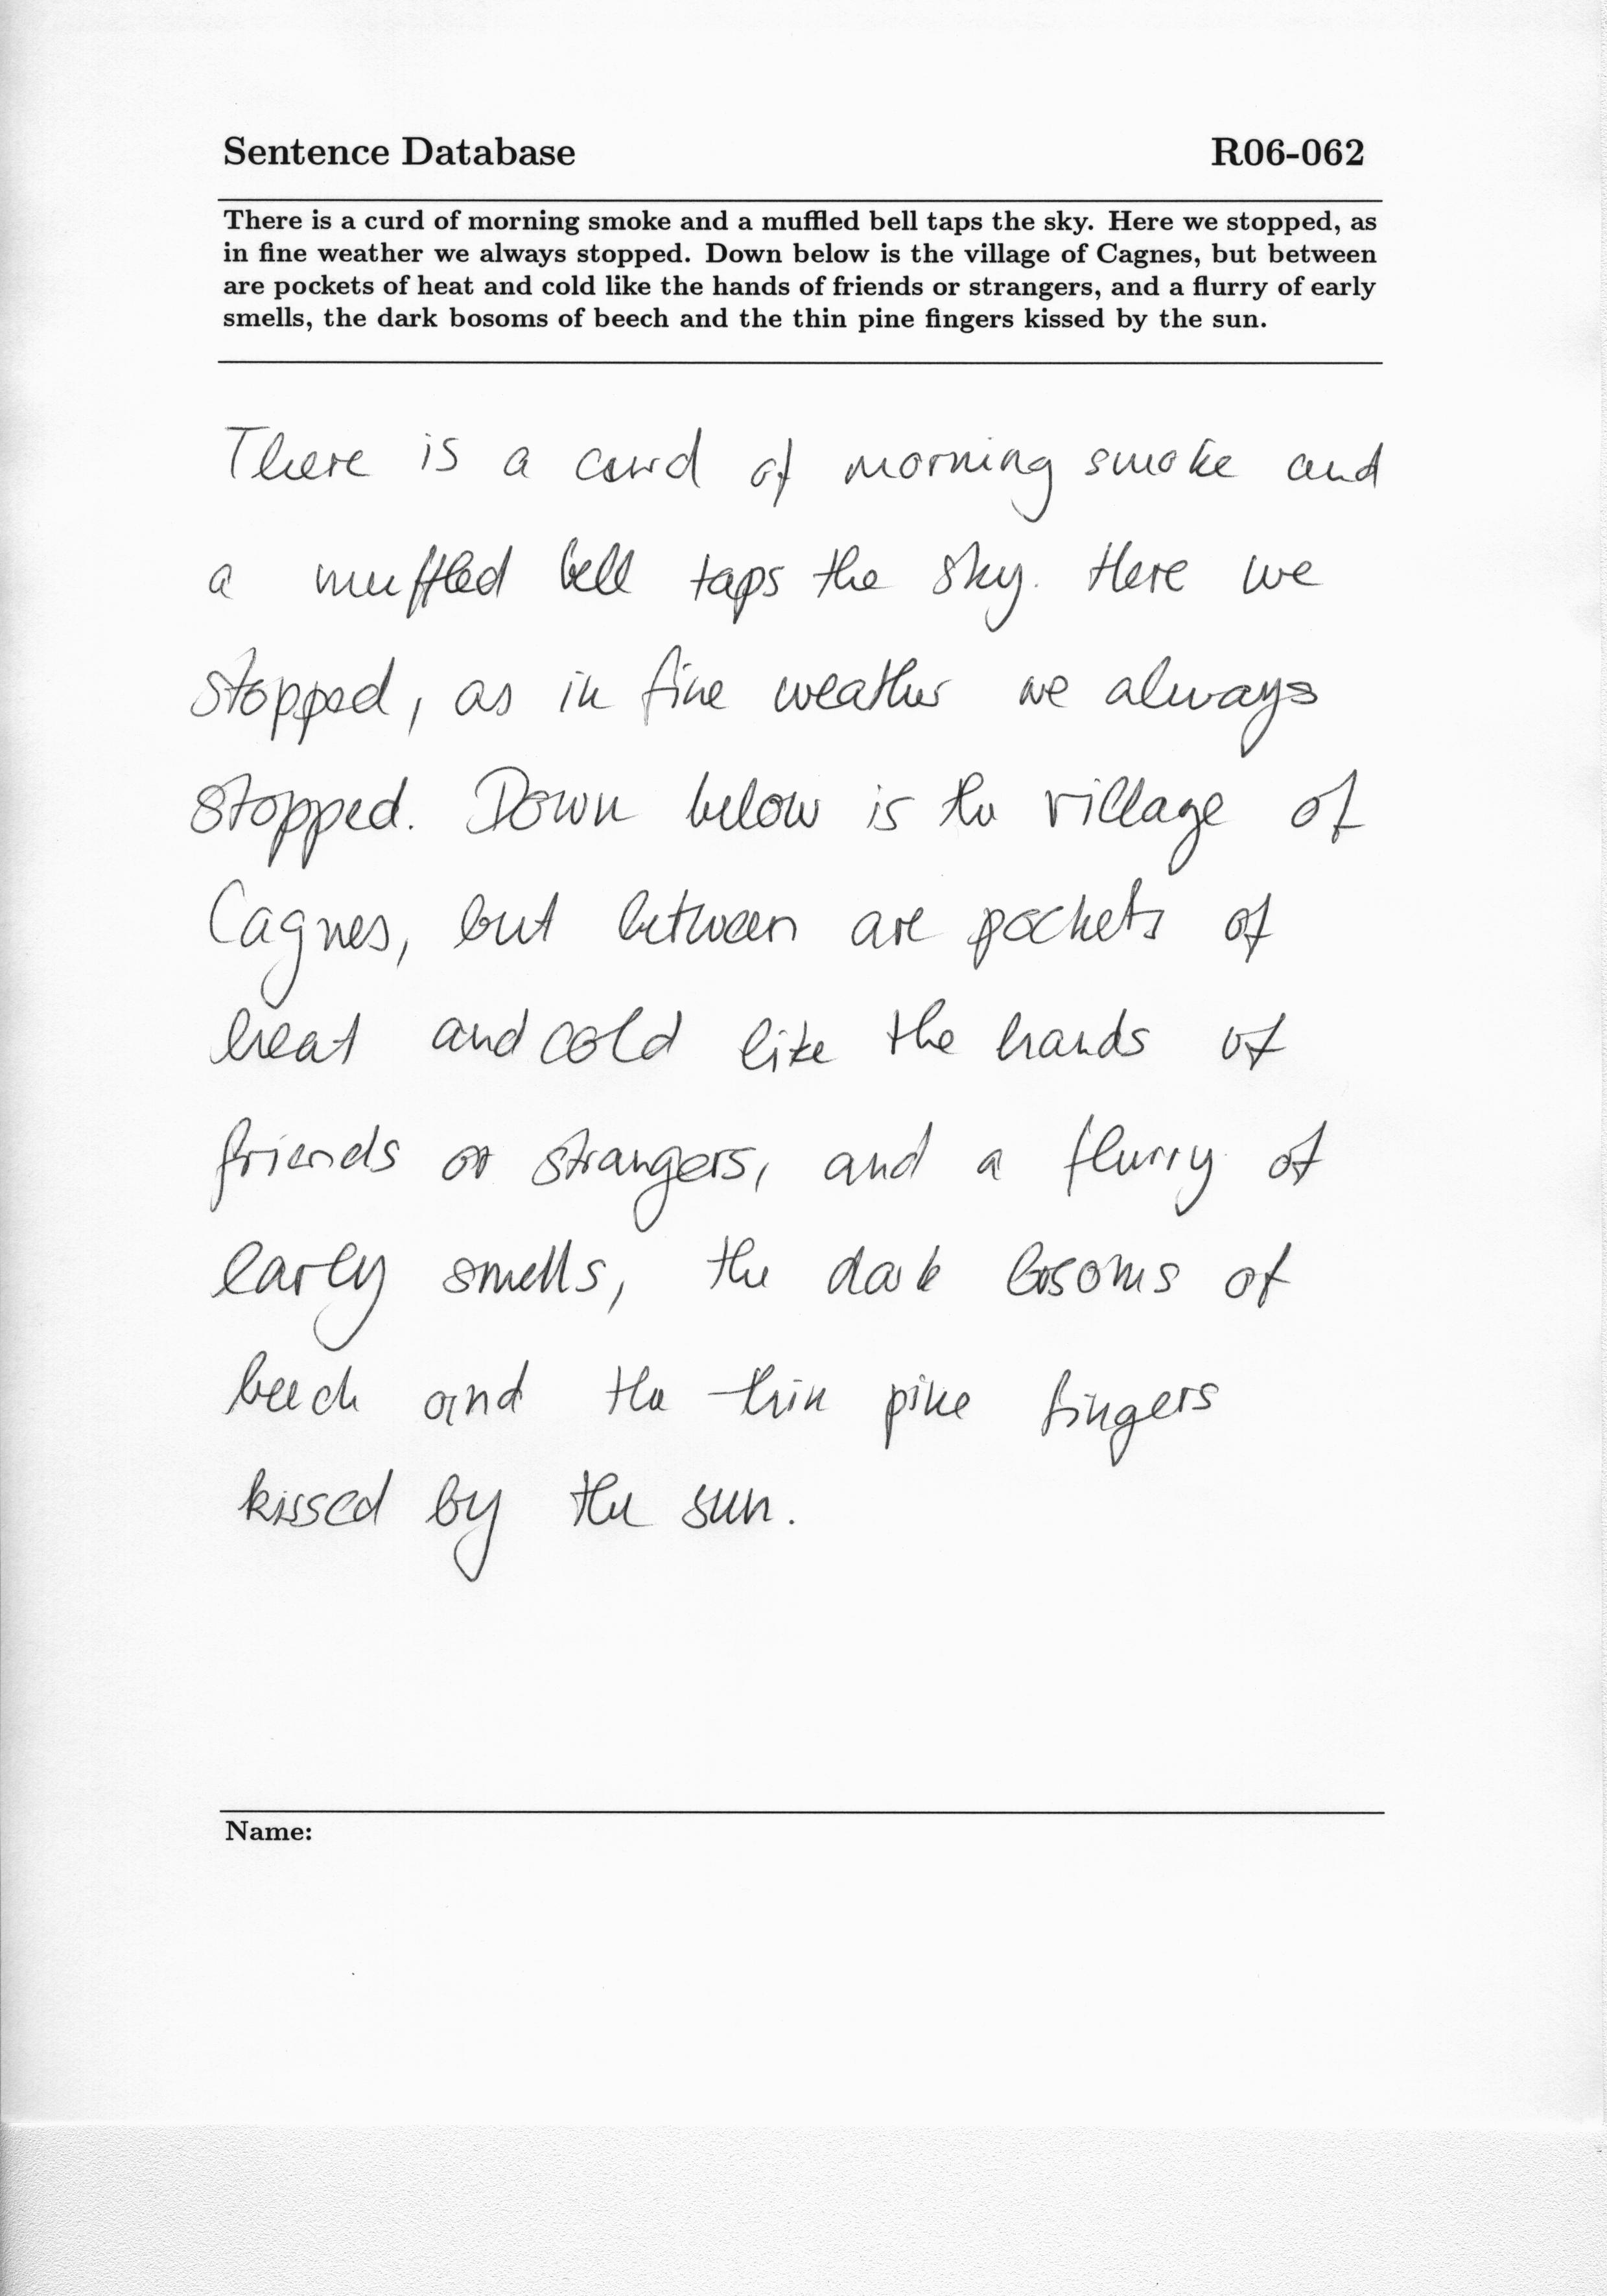 Sentence Database R06-062
There is a curd of morning smoke and a muffled bell taps the sky. Here we stopped, as
in fine weather we always stopped. Down below is the village of Cagnes, but between
are pockets of heat and cold like the hands of friends or strangers, and a flurry of early
smells, the dark bosoms of beech and the thin pine fingers kissed by the sun.
There is a curd of morning smoke and
a muffled bell taps the sky. Here we
stopped, as in fine weather we always
stopped. Down below is the village of
Cagnes, but between are pockets of
heat and cold like the hands of
friends or strangers, and a flurry of
early smells, the dark bosoms of
beech and the thin pine fingers
kissed by the sun.
Name: